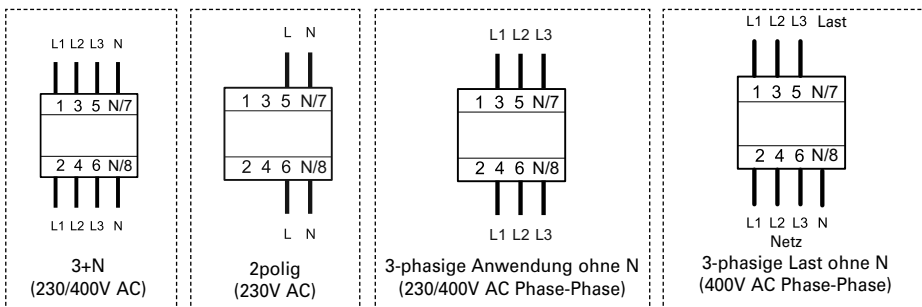 L1 L2 L3 N
1 3 5 N/7
2 4 6 N/8
L1 L2 L3 N
3+N
(230/400V AC)
L N
1 3 5 N/7
2 4 6 N/8
L N
2polig
(230V AC)
L1 L2 L3
1 3 5 N/7
2 4 6 N/8
L1 L2 L3
3-phasige Anwendung ohne N
(230/400V AC Phase-Phase)
L1 L2 L3 Last
1 3 5 N/7
2 4 6 N/8
L1 L2 L3 N
Netz
3-phasige Last ohne N
(400V AC Phase-Phase)